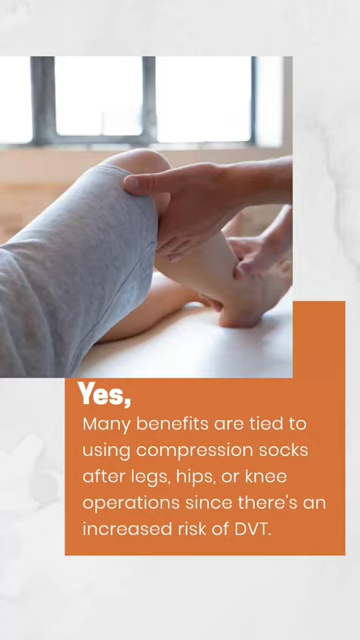 Yes,
Many benefits are tied to
using compression socks
after legs, hips, or knee
operations since there's an
increased risk of DVT.